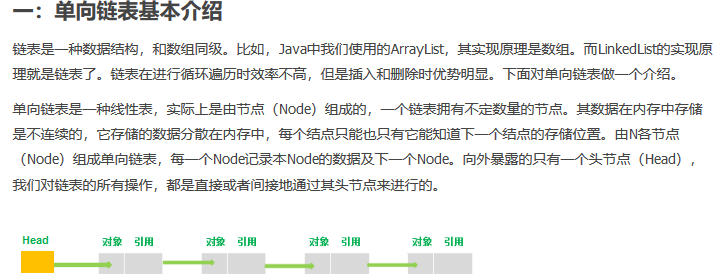 一：单向链表基本介绍
链表是一种数据结构，和数组同级。比如，Java中我们使用的ArrayList，其实现原理是数组。而LinkedList的实现原
理就是链表了。链表在进行循环遍历时效率不高，但是插入和删除时优势明显。下面对单向链表做一个介绍。
单向链表是一种线性表，实际上是由节点（Node）组成的，一个链表拥有不定数量的节点。其数据在内存中存储
是不连续的，它存储的数据分散在内存中，每个结点只能也只有它能知道下一个结点的存储位置。由N各节点
（Node）组成单向链表，每一个Node记录本Node的数据及下一个Node。向外暴露的只有一个头节点（Head），
我们对链表的所有操作，都是直接或者间接地通过其头节点来进行的。
Head 对象 引用 对象 引用 对象 引用 对象 引用